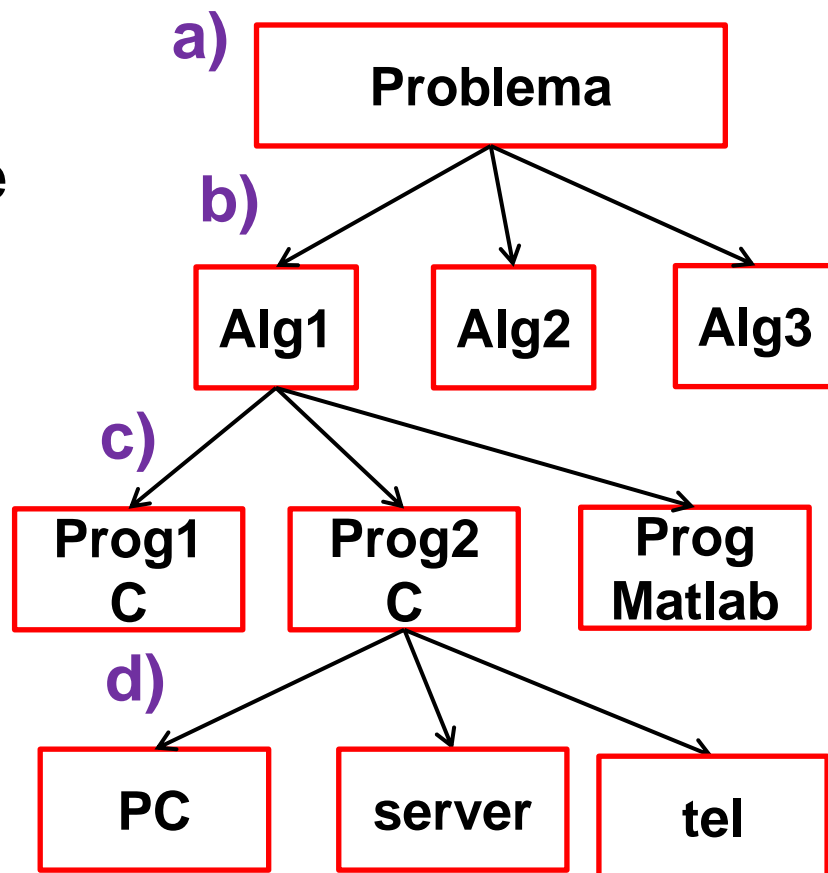 a)
Problema
e
b)
Alg1 Alg2 Alg3
c)
Prog1
C
Prog2
C
Prog
Matlab
d)
PC server tel